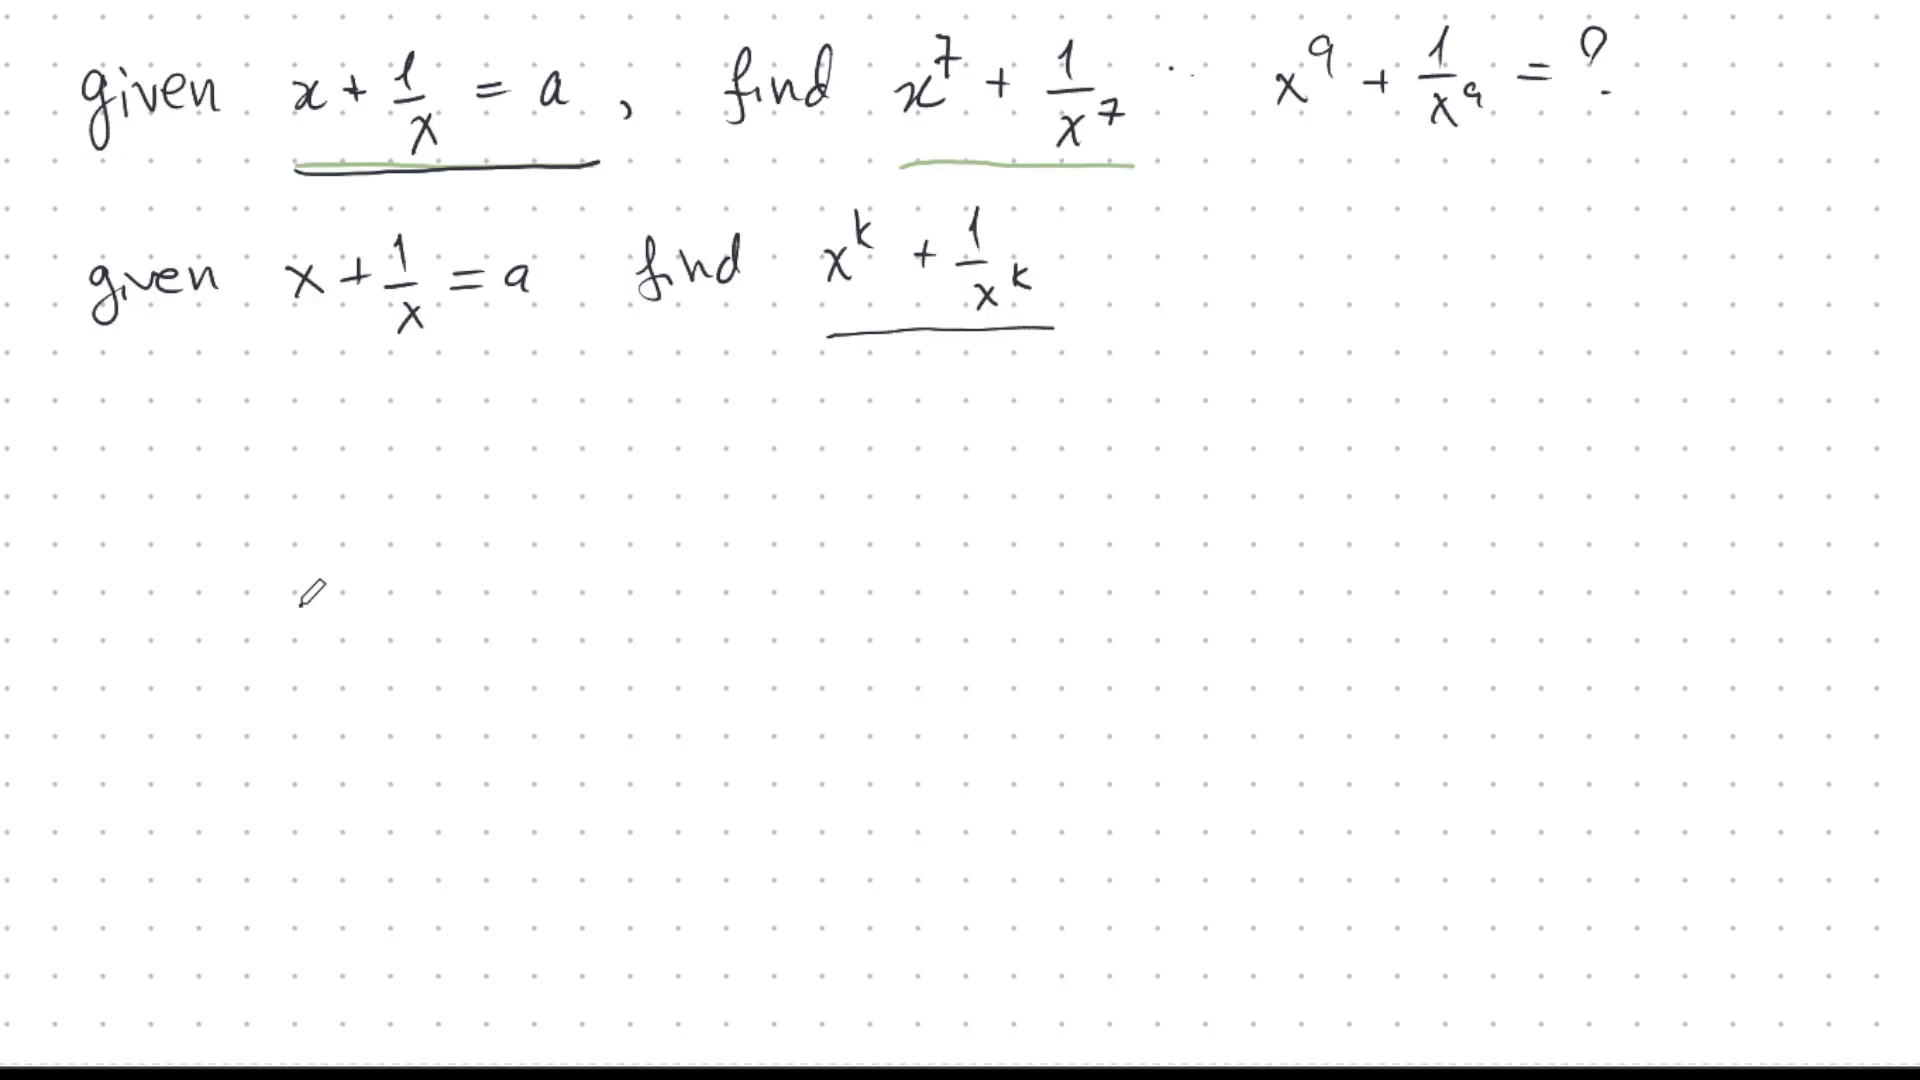 given x + 1/x = a , find x^7 + 1/x^7 .. x^9 + 1/x^9 = ?
given x + 1/x = a find x^k + 1/x^k